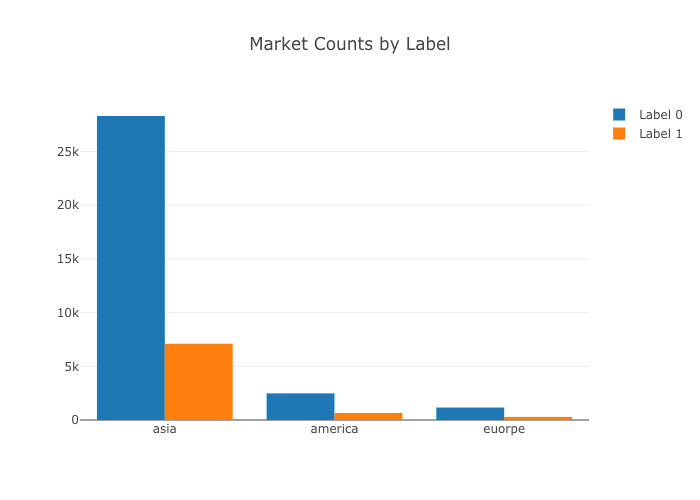 Market Counts by Label
Label 0
Label 1
25k
20k
15k
10k
5k
0
asia america euorpe